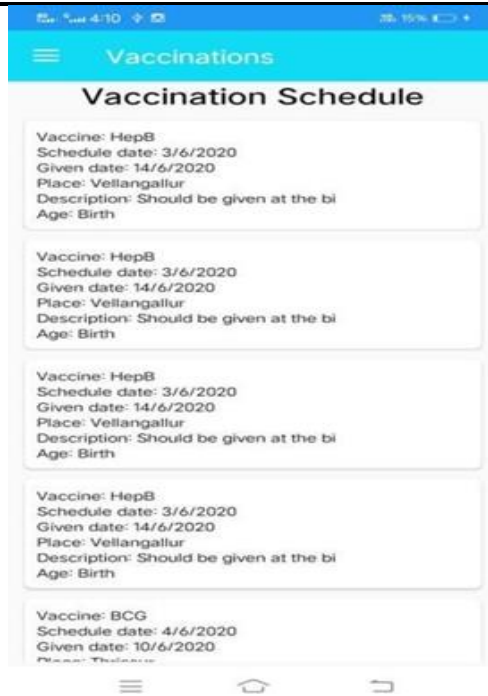 4:10
15%
Vaccinations
Vaccination Schedule
Vaccine: HepB
Schedule date: 3/6/2020
Given date: 14/6/2020
Place: Vellangallur
Description: Should be given at the bi
Age: Birth
Vaccine: HepB
Schedule date: 3/6/2020
Given date: 14/6/2020
Place: Vellangallur
Description: Should be given at the bi
Age: Birth
Vaccine: HepB
Schedule date: 3/6/2020
Given date: 14/6/2020
Place: Vellangallur
Description: Should be given at the bi
Age: Birth
Vaccine: HepB
Schedule date: 3/6/2020
Given date: 14/6/2020
Place: Vellangallur
Description: Should be given at the bi
Age: Birth
Vaccine: BCG
Schedule date: 4/6/2020
Given date: 10/6/2020